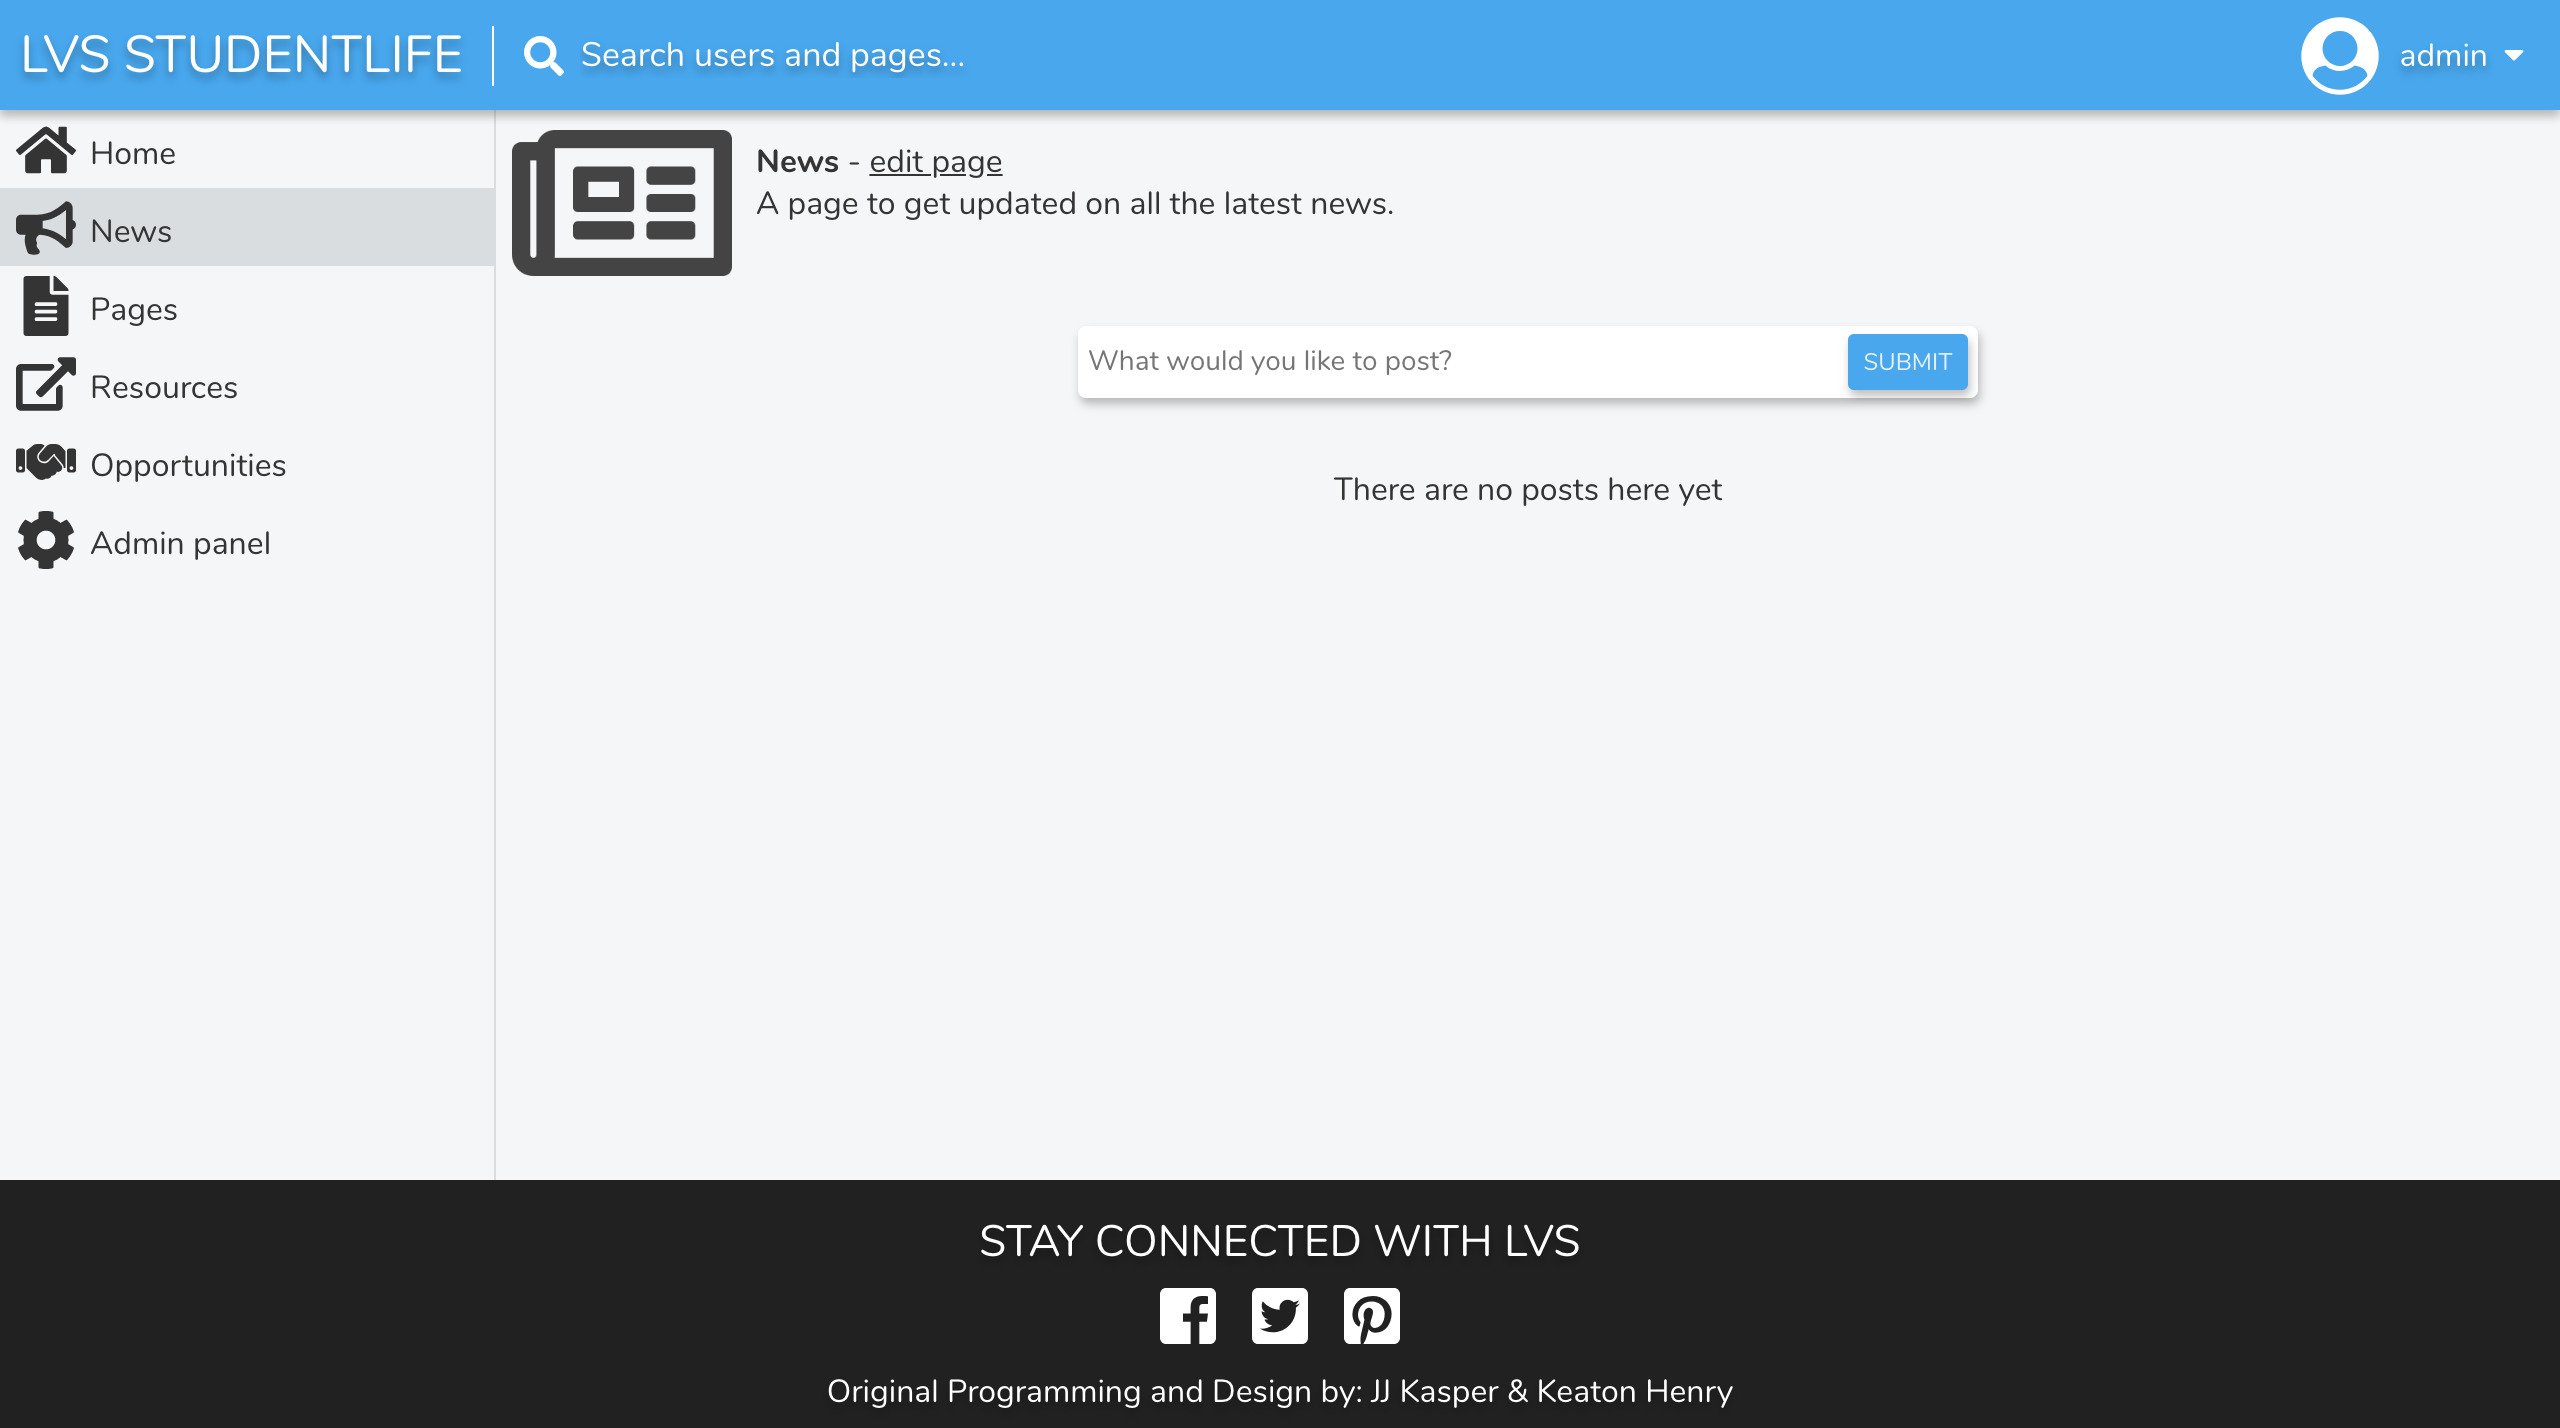 LVS STUDENTLIFE
Search users and pages...
admin
Home
News
Pages
Resources
Opportunities
Admin panel
News - edit page
A page to get updated on all the latest news.
What would you like to post?
SUBMIT
There are no posts here yet
STAY CONNECTED WITH LVS
Original Programming and Design by: JJ Kasper & Keaton Henry